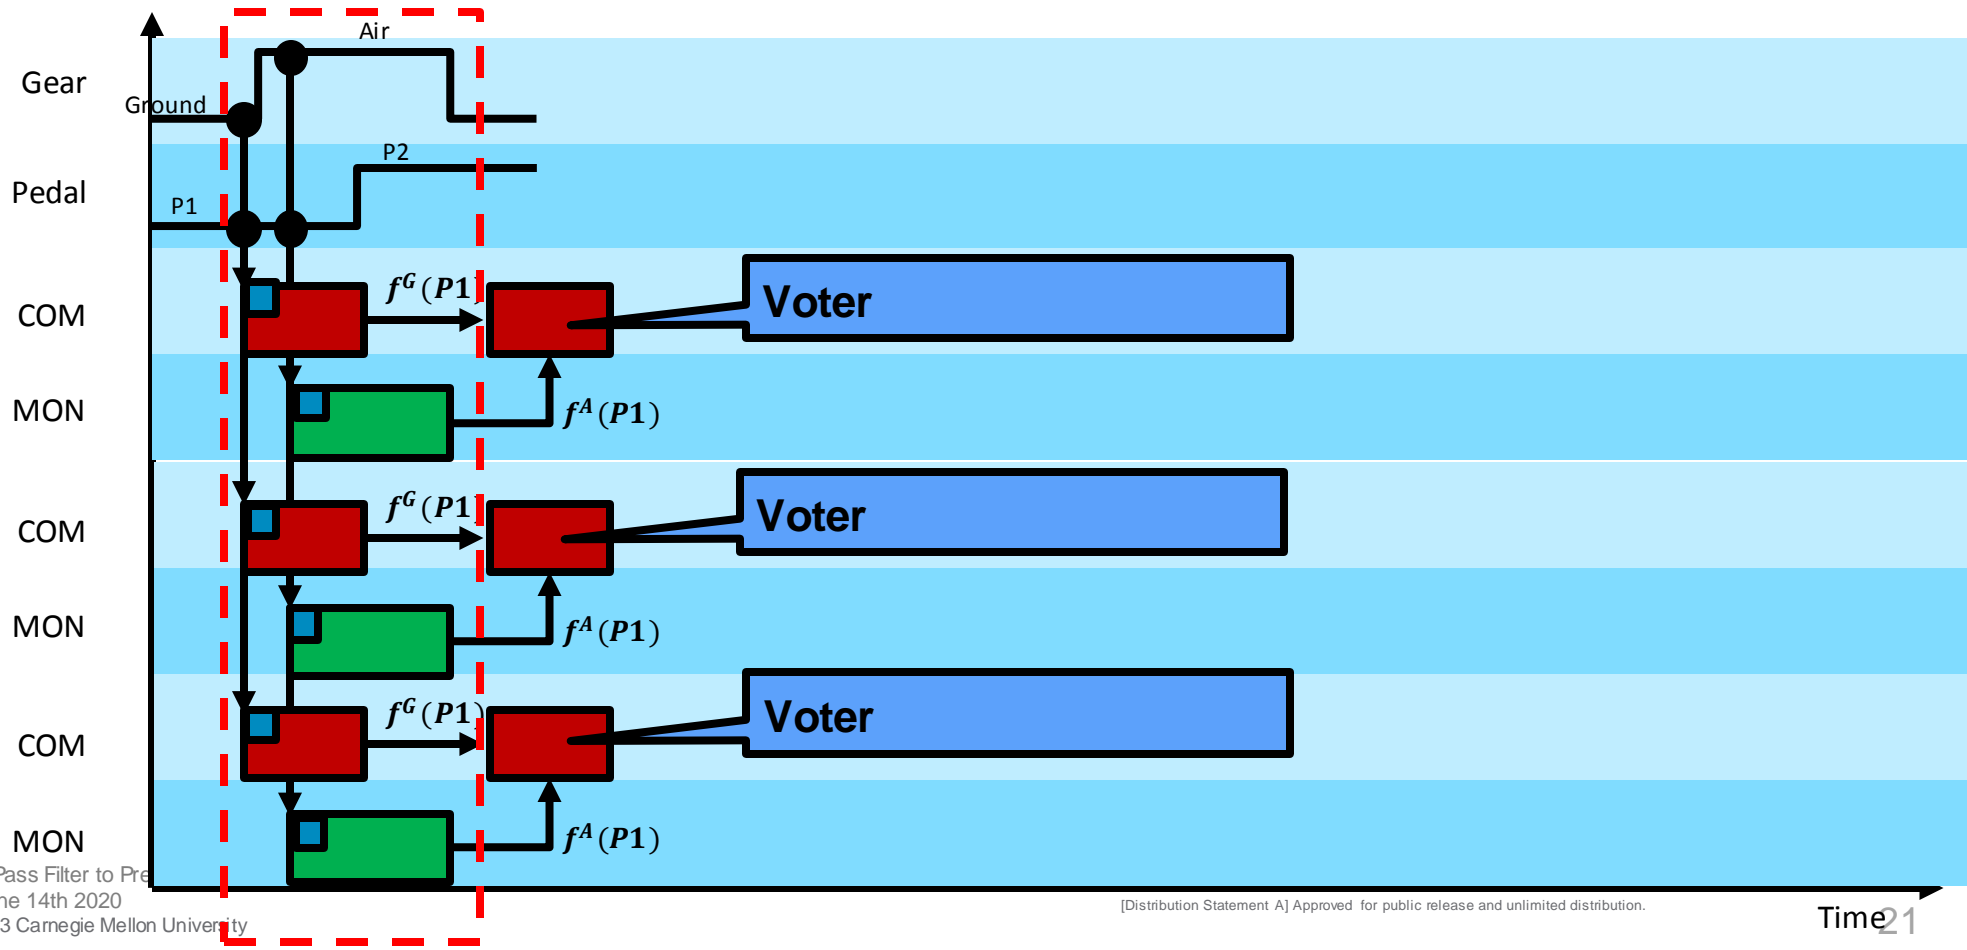 Air
Gear
Ground
P2
Pedal
P1
f^G(P1)
COM
Voter
MON
f^A(P1)
f^G(P1)
COM
Voter
MON
f^A(P1)
f^G(P1)
COM
Voter
MON
f^A(P1)
Pass Filter to Pre
ne 14th 2020
3 Carnegie Mellon University
[Distribution Statement A] Approved for public release and unlimited distribution.
Time
21